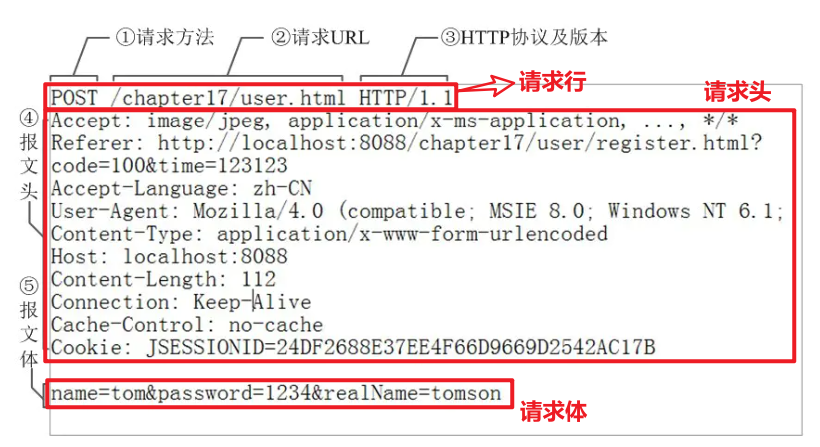 ①请求方法 ②请求URL ③HTTP协议及版本
POST /chapter17/user.html HTTP/1.1
请求行
请求头
④报文头
Accept: image/jpeg, application/x-ms-application, ..., */*
Referer: http://localhost:8088/chapter17/user/register.html?
code=100&time=123123
Accept-Language: zh-CN
User-Agent: Mozilla/4.0 (compatible; MSIE 8.0; Windows NT 6.1;
Content-Type: application/x-www-form-urlencoded
Host: localhost:8088
Content-Length: 112
Connection: Keep-Alive
Cache-Control: no-cache
Cookie: JSESSIONID=24DF2688E37EE4F66D9669D2542AC17B
⑤报文体
name=tom&password=1234&realName=tomson
请求体